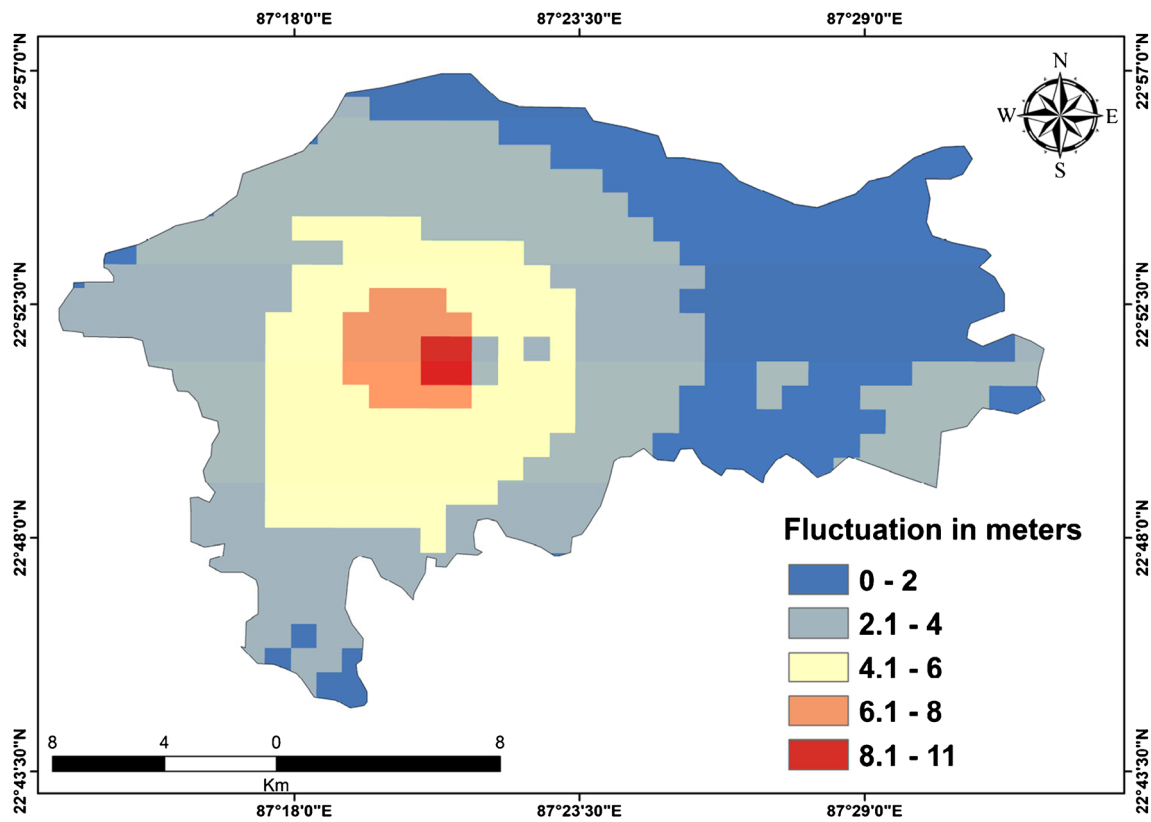 87°18'0"E 87°23'30"E 87°29'0"E
22°57'0"N 22°57'0"N
N
W E
S
22°52'30"N 22°52'30"N
22°48'0"N 22°48'0"N
Fluctuation in meters
0 - 2
2.1 - 4
4.1 - 6
6.1 - 8
8.1 - 11
8 4 0 8
Km
22°43'30"N 22°43'30"N
87°18'0"E 87°23'30"E 87°29'0"E